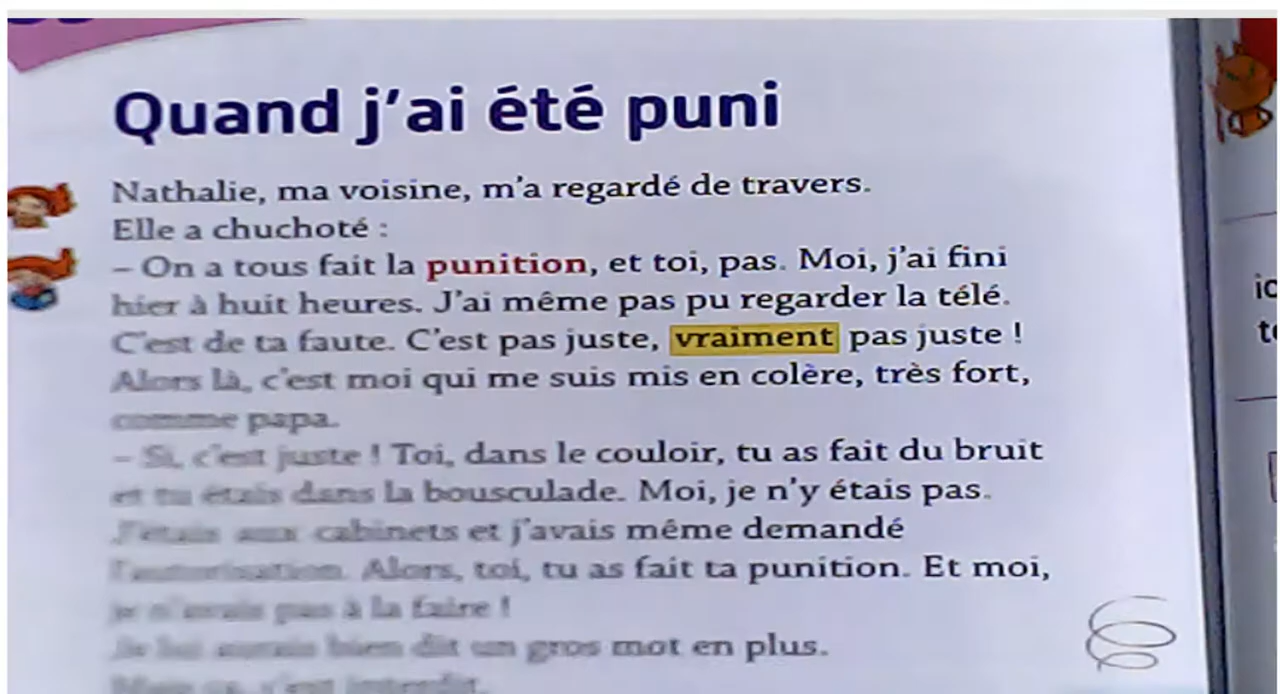 Quand j'ai été puni
Nathalie, ma voisine, m'a regardé de travers.
Elle a chuchoté :
– On a tous fait la punition, et toi, pas. Moi, j'ai fini
hier à huit heures. J'ai même pas pu regarder la télé.
C'est de ta faute. C'est pas juste, vraiment pas juste !
Alors là, c'est moi qui me suis mis en colère, très fort,
comme papa.
– Si, c'est juste ! Toi, dans le couloir, tu as fait du bruit
et tu étais dans la bousculade. Moi, je n'y étais pas.
J'étais aux cabinets et j'avais même demandé
l'autorisation. Alors, toi, tu as fait ta punition. Et moi,
je n'avais pas à la faire !
Je lui aurais bien dit un gros mot en plus.
Mais ça, c'est interdit.